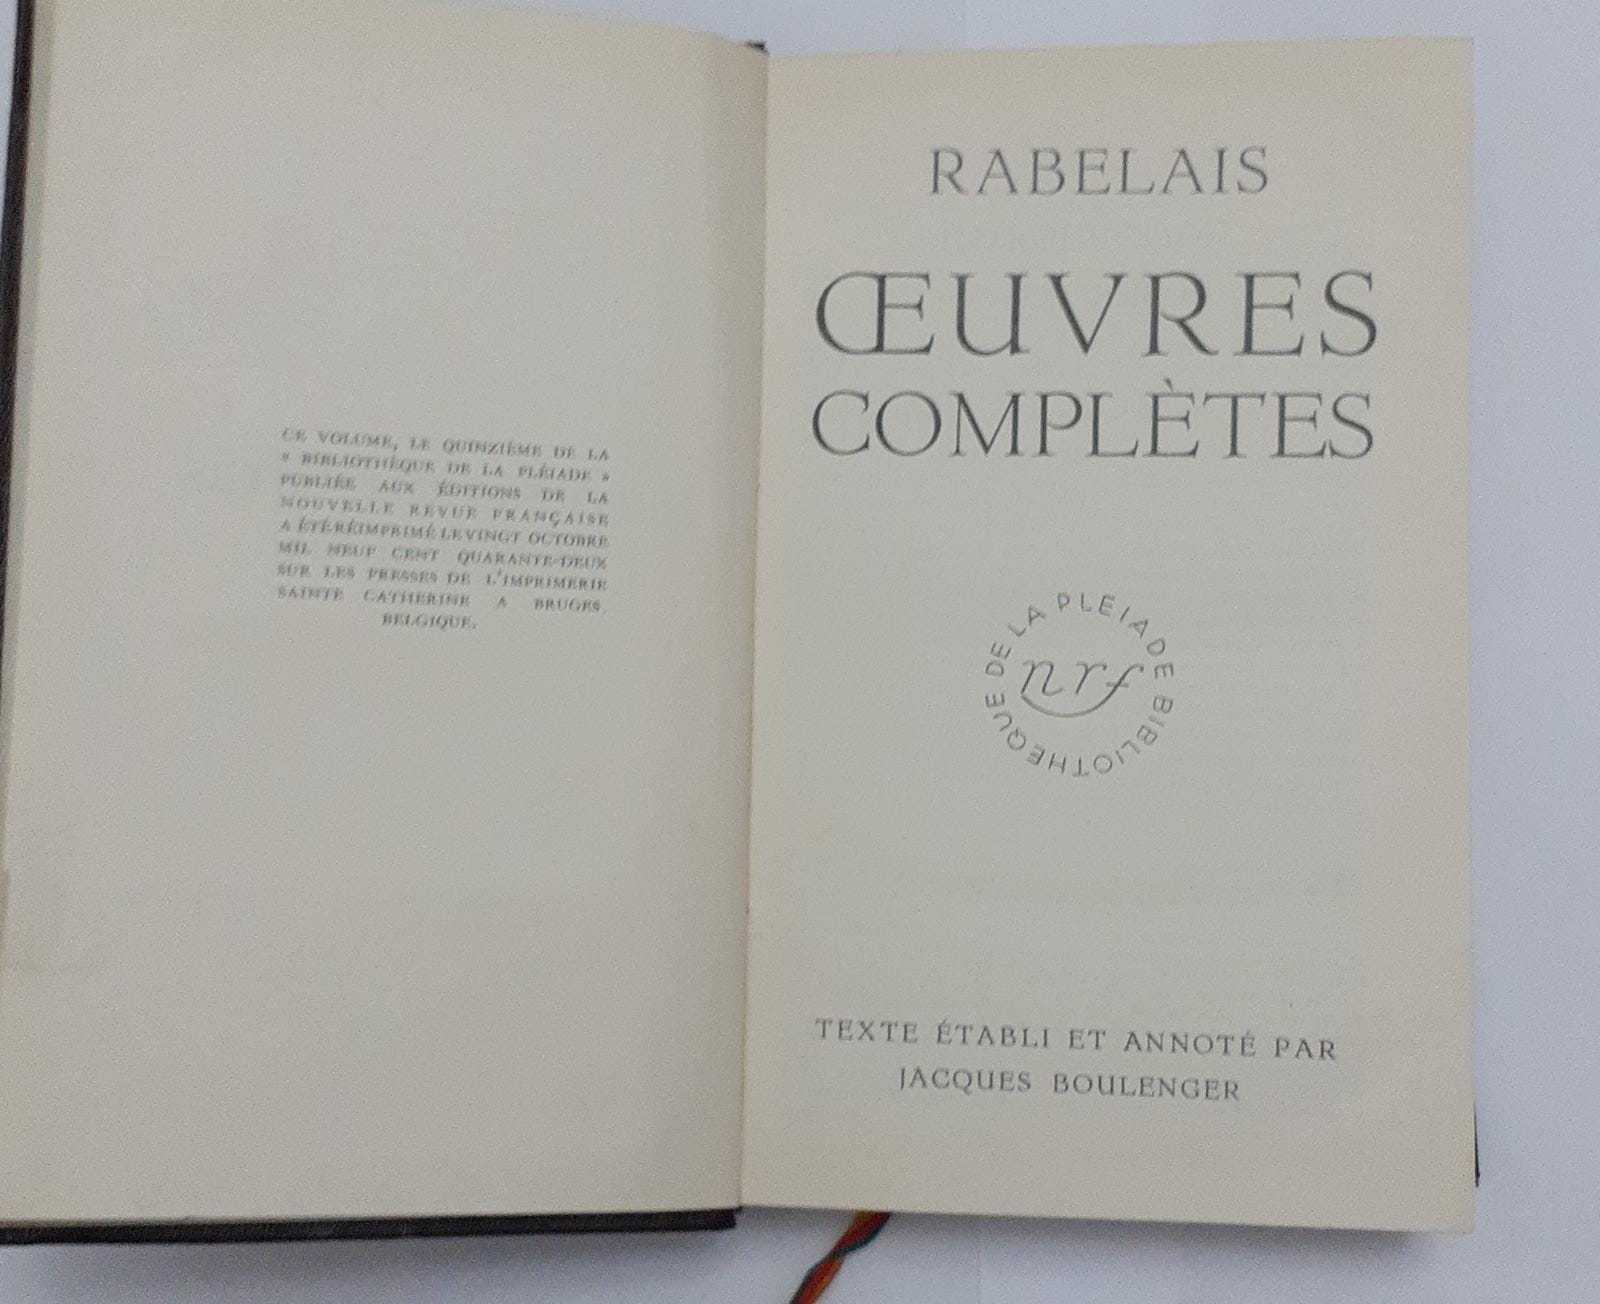 CE VOLUME, LE QUINZIÈME DE LA
« BIBLIOTHÈQUE DE LA PLÉIADE »
PUBLIÉE AUX ÉDITIONS DE LA
NOUVELLE REVUE FRANÇAISE
A ÉTÉ RÉIMPRIMÉ LE VINGT OCTOBRE
MIL NEUF CENT QUARANTE-DEUX
SUR LES PRESSES DE L'IMPRIMERIE
SAINTE CATHERINE A BRUGES,
BELGIQUE.
RABELAIS
ŒUVRES
COMPLÈTES
BIBLIOTHEQUE DE LA PLEIADE
nrf
TEXTE ÉTABLI ET ANNOTÉ PAR
JACQUES BOULENGER